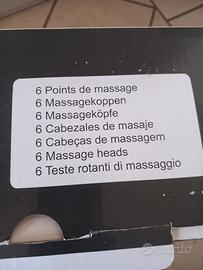 6 Points de massage
6 Massagekoppen
6 Massageköpfe
6 Cabezales de masaje
6 Cabeças de massagem
6 Massage heads
6 Teste rotanti di massaggio
subito